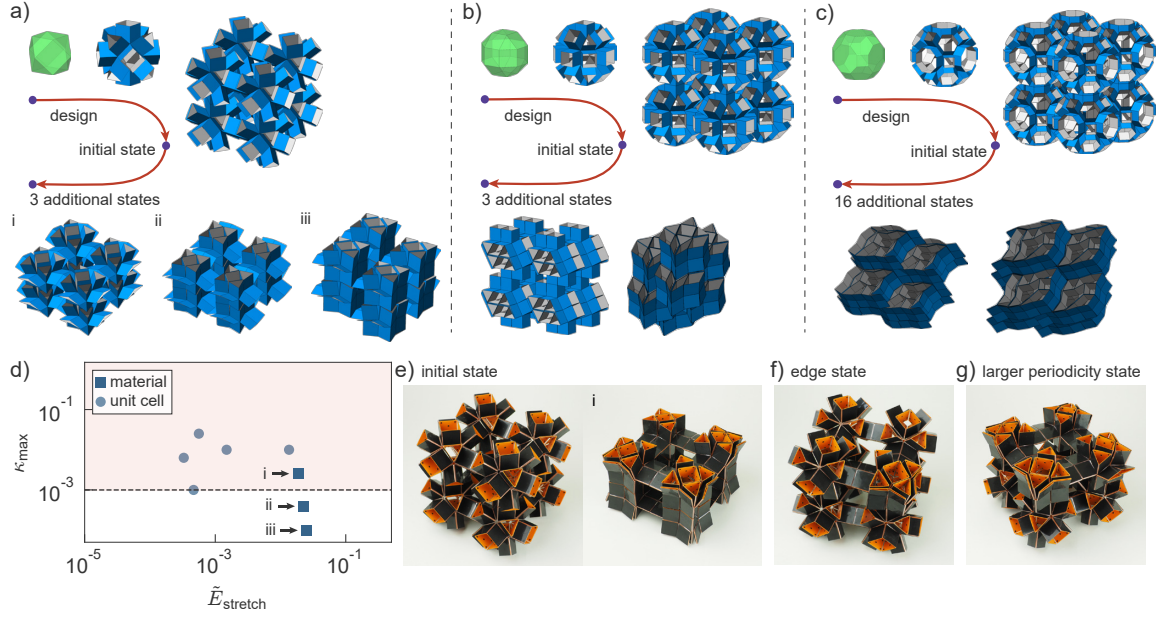 a)
design
initial state
3 additional states
i
ii
iii
b)
design
initial state
3 additional states
c)
design
initial state
16 additional states
d)
material
unit cell
10⁻¹
10⁻³
κmax
i
ii
iii
10⁻⁵
10⁻³
10⁻¹
Ẽstretch
e) initial state
i
f) edge state
g) larger periodicity state